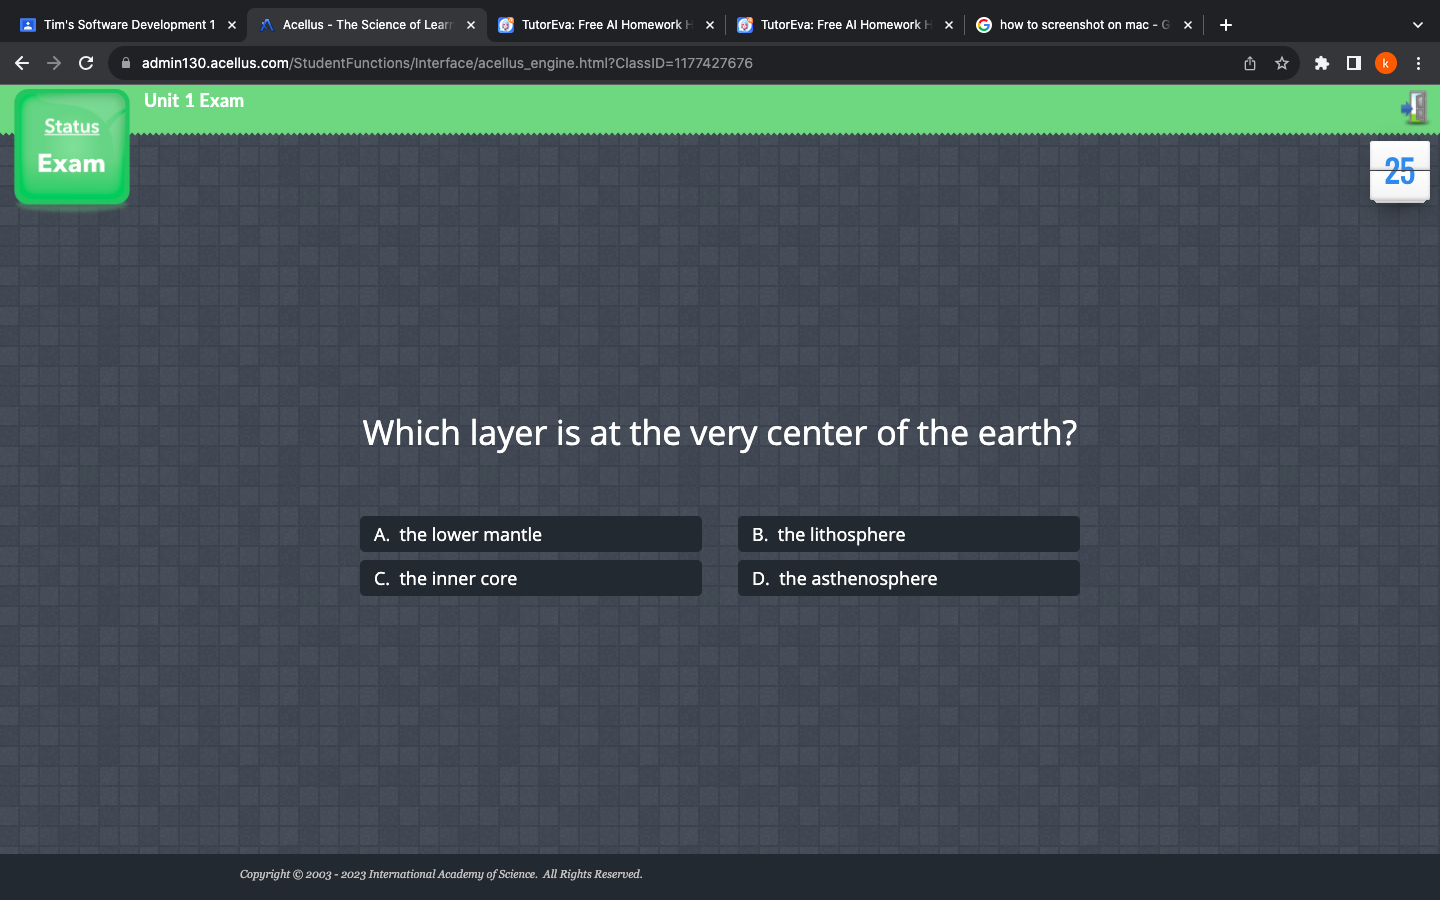 Tim's Software Development 1
Acellus - The Science of Lear
TutorEva: Free AI Homework H
TutorEva: Free AI Homework H
how to screenshot on mac - G
admin130.acellus.com/StudentFunctions/Interface/acellus_engine.html?ClassID=1177427676
k
Unit 1 Exam
Status
Exam
25
Which layer is at the very center of the earth?
A. the lower mantle
B. the lithosphere
C. the inner core
D. the asthenosphere
Copyright © 2003 - 2023 International Academy of Science. All Rights Reserved.